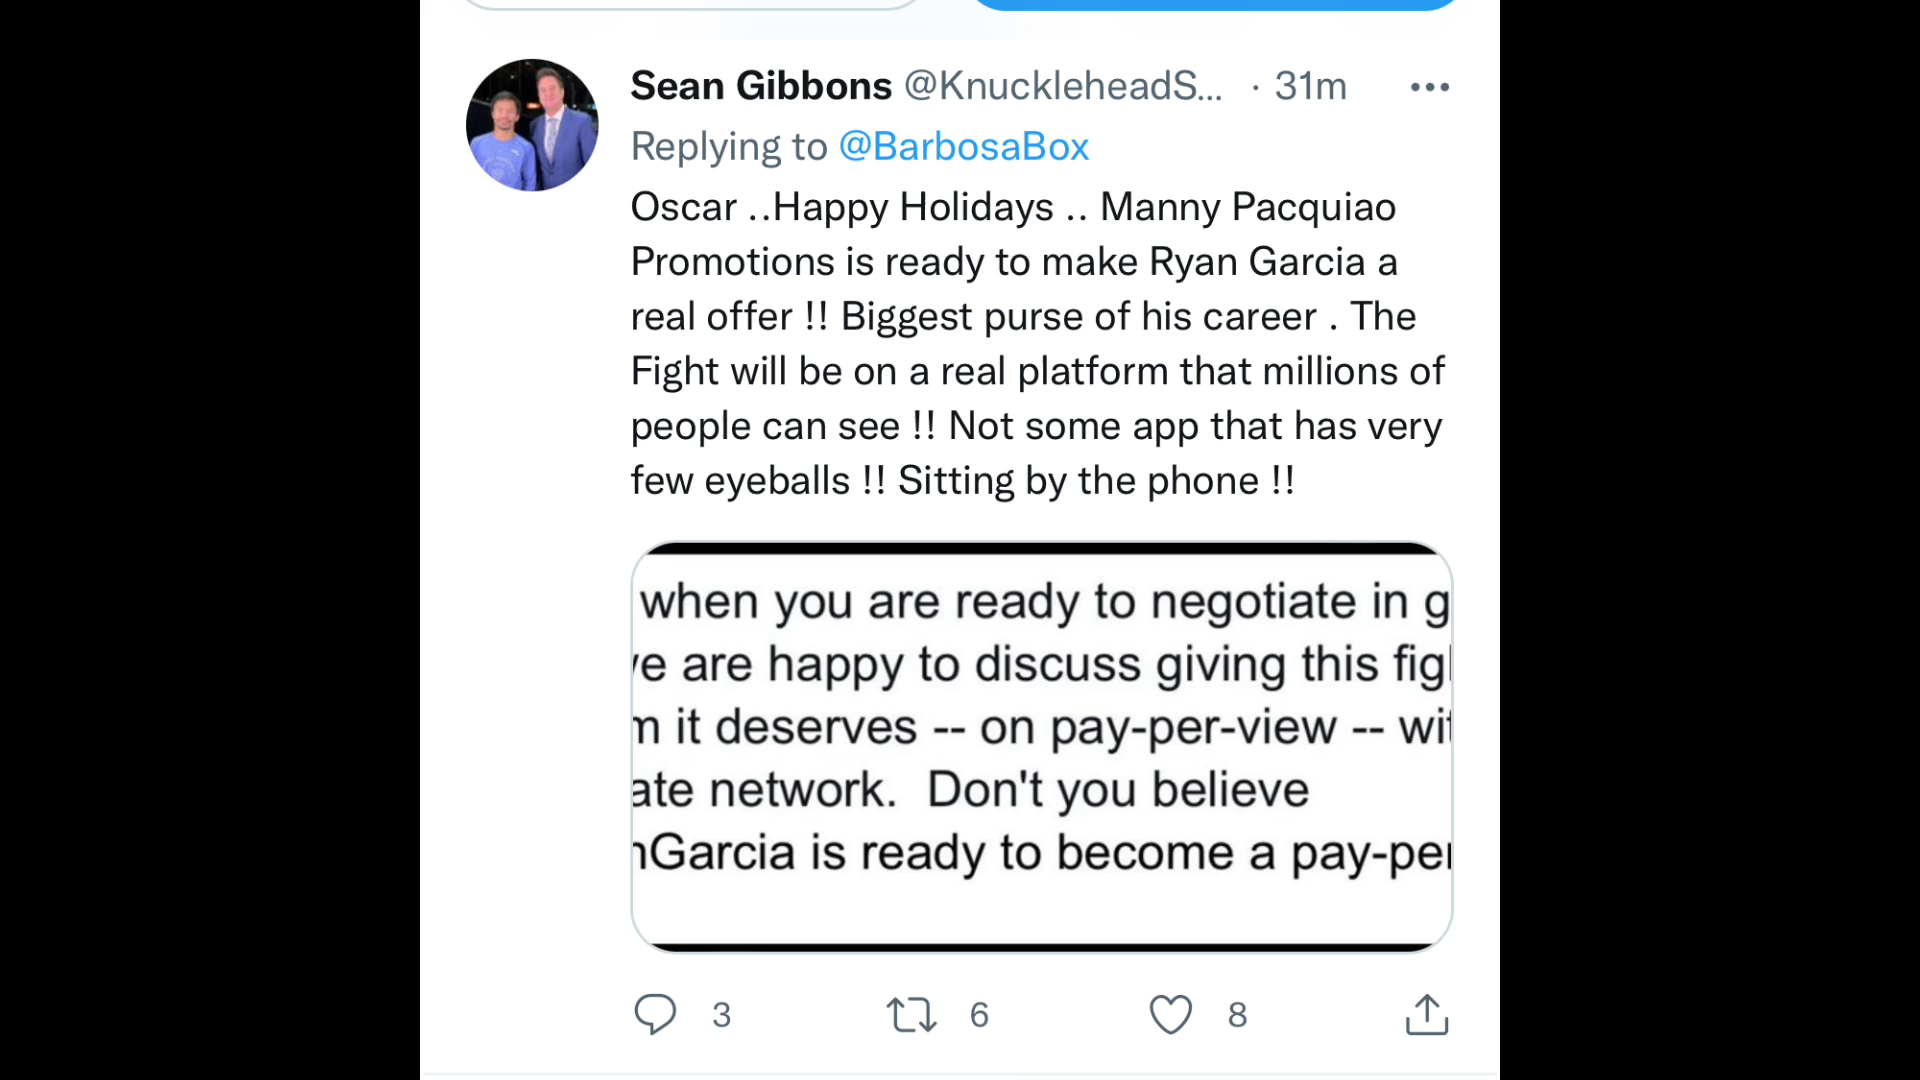 Sean Gibbons @KnuckleheadS... · 31m
Replying to @BarbosaBox
Oscar ..Happy Holidays .. Manny Pacquiao
Promotions is ready to make Ryan Garcia a
real offer !! Biggest purse of his career . The
Fight will be on a real platform that millions of
people can see !! Not some app that has very
few eyeballs !! Sitting by the phone !!
when you are ready to negotiate in g
e are happy to discuss giving this fig
m it deserves -- on pay-per-view -- wit
ate network. Don't you believe
nGarcia is ready to become a pay-per
3 6 8